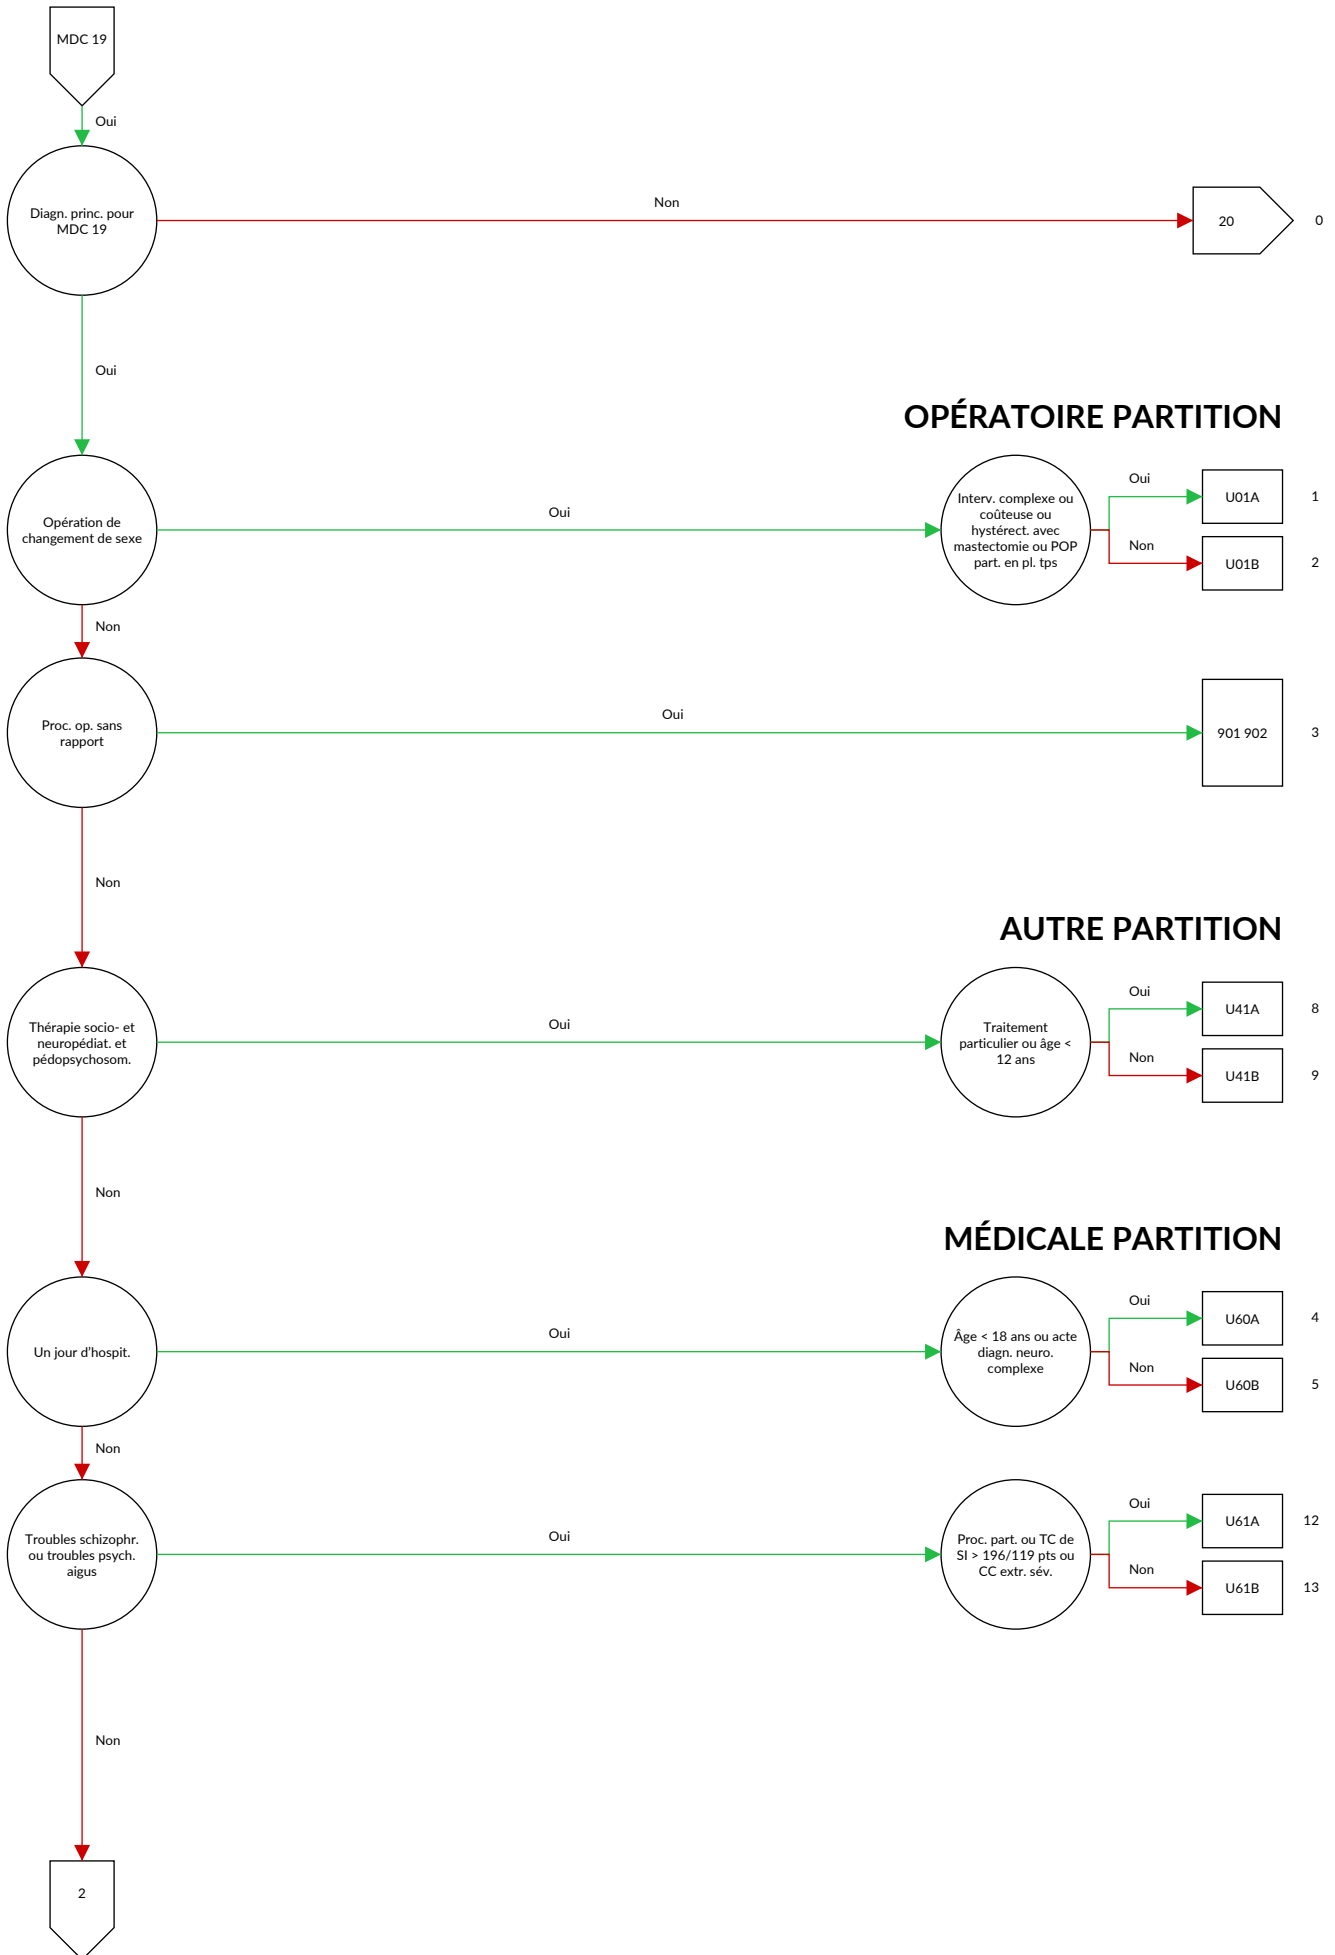 MDC 19
Oui
Diagn. princ. pour
MDC 19
Non
20
0
Oui
OPÉRATOIRE PARTITION
Opération de
changement de sexe
Oui
Interv. complexe ou
coûteuse ou
hystérect. avec
mastectomie ou POP
part. en pl. tps
Oui
U01A
1
Non
U01B
2
Non
Proc. op. sans
rapport
Oui
901 902
3
Non
AUTRE PARTITION
Thérapie socio- et
neuropédiat. et
pédopsychosom.
Oui
Traitement
particulier ou âge <
12 ans
Oui
U41A
8
Non
U41B
9
Non
MÉDICALE PARTITION
Un jour d'hospit.
Oui
Âge < 18 ans ou acte
diagn. neuro.
complexe
Oui
U60A
4
Non
U60B
5
Non
Troubles schizophr.
ou troubles psych.
aigus
Oui
Proc. part. ou TC de
SI > 196/119 pts ou
CC extr. sév.
Oui
U61A
12
Non
U61B
13
Non
2